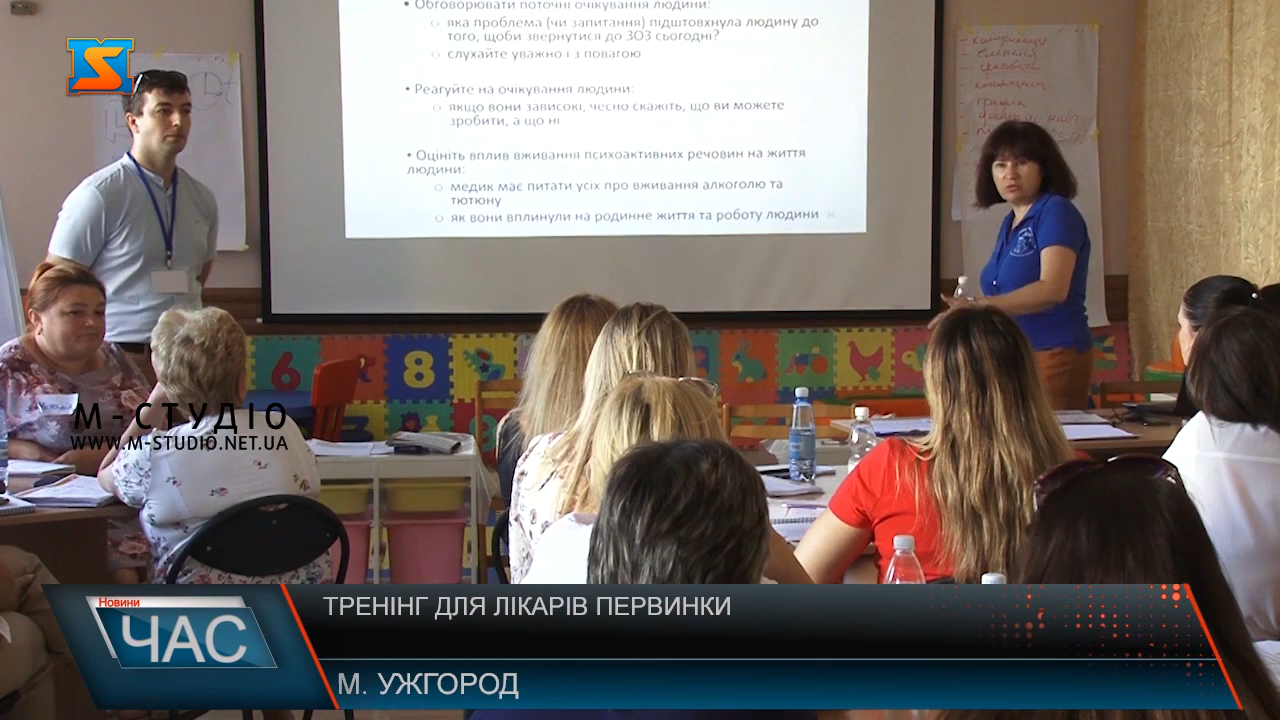 • Обговорювати поточні очікування людини:
○ яка проблема (чи запитання) підштовхнула людину до
того, щоби звернутися до ЗОЗ сьогодні?
○ слухайте уважно і з повагою
• Реагуйте на очікування людини:
○ якщо вони зависокі, чесно скажіть, що ви можете
зробити, а що ні
• Оцініть вплив вживання психоактивних речовин на життя
людини:
○ медик має питати усіх про вживання алкоголю та
тютюну
○ як вони вплинули на родинне життя та роботу людини
26
6
8
М-СТУДІО
WWW.M-STUDIO.NET.UA
Новини
ЧАС
ТРЕНІНГ ДЛЯ ЛІКАРІВ ПЕРВИНКИ
М. УЖГОРОД